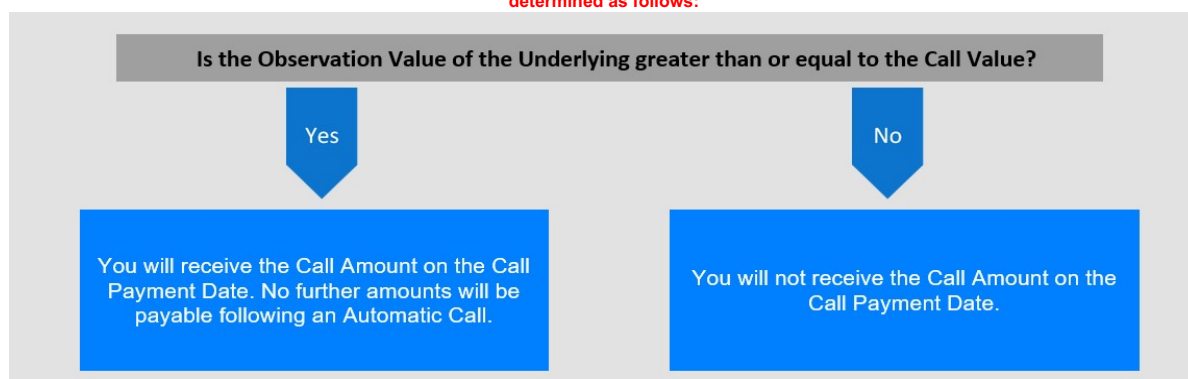 determined as follows:
Is the Observation Value of the Underlying greater than or equal to the Call Value?
Yes
No
You will receive the Call Amount on the Call
Payment Date. No further amounts will be
payable following an Automatic Call.
You will not receive the Call Amount on the
Call Payment Date.